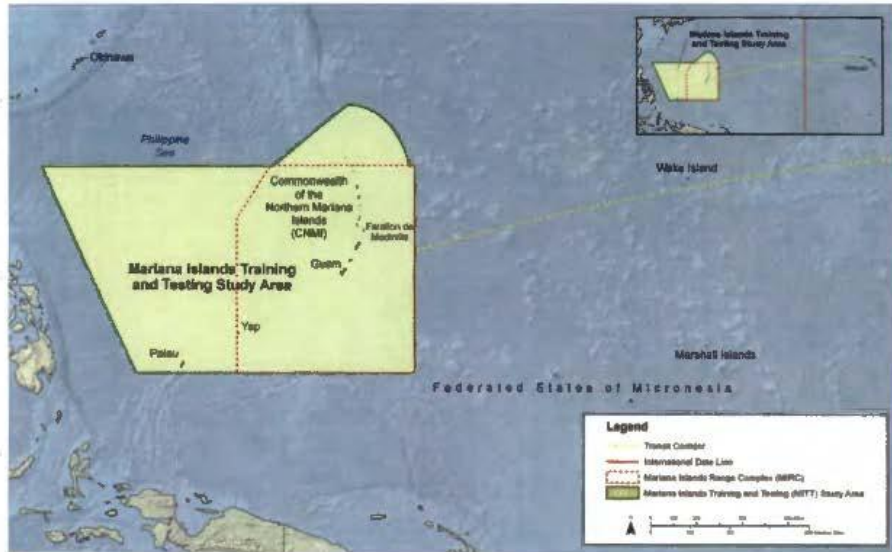 Okinawa
Mariana Islands Training
and Testing Study Area
Philippine
Sea
Wake Island
Commonwealth
of the
Northern Mariana
Islands
(CNMI)
Farallon de
Medinilla
Guam
Mariana Islands Training
and Testing Study Area
Yap
Palau
Marshall Islands
Federated States of Micronesia
Legend
Transit Corridor
International Date Line
Mariana Islands Range Complex (MIRC)
Mariana Islands Training and Testing (MITT) Study Area
N